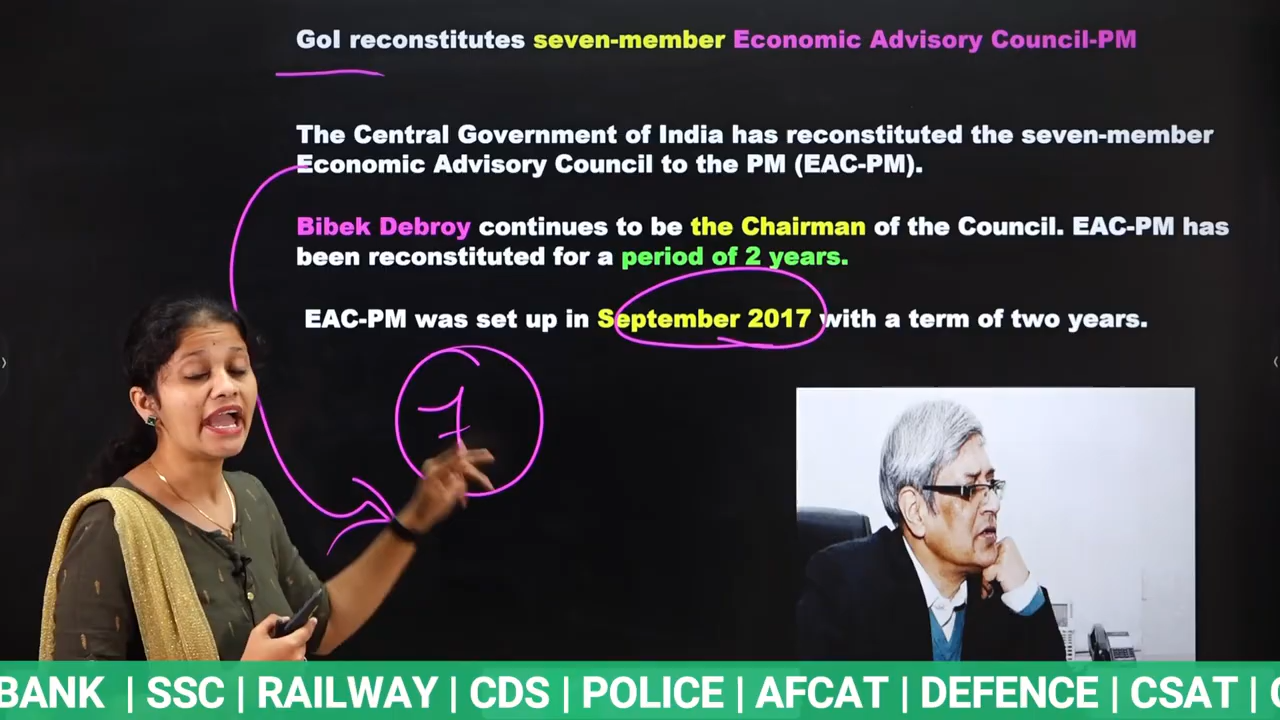 GoI reconstitutes seven-member Economic Advisory Council-PM
The Central Government of India has reconstituted the seven-member
Economic Advisory Council to the PM (EAC-PM).
Bibek Debroy continues to be the Chairman of the Council. EAC-PM has
been reconstituted for a period of 2 years.
EAC-PM was set up in September 2017 with a term of two years.
7
BANK | SSC | RAILWAY | CDS | POLICE | AFCAT | DEFENCE | CSAT |